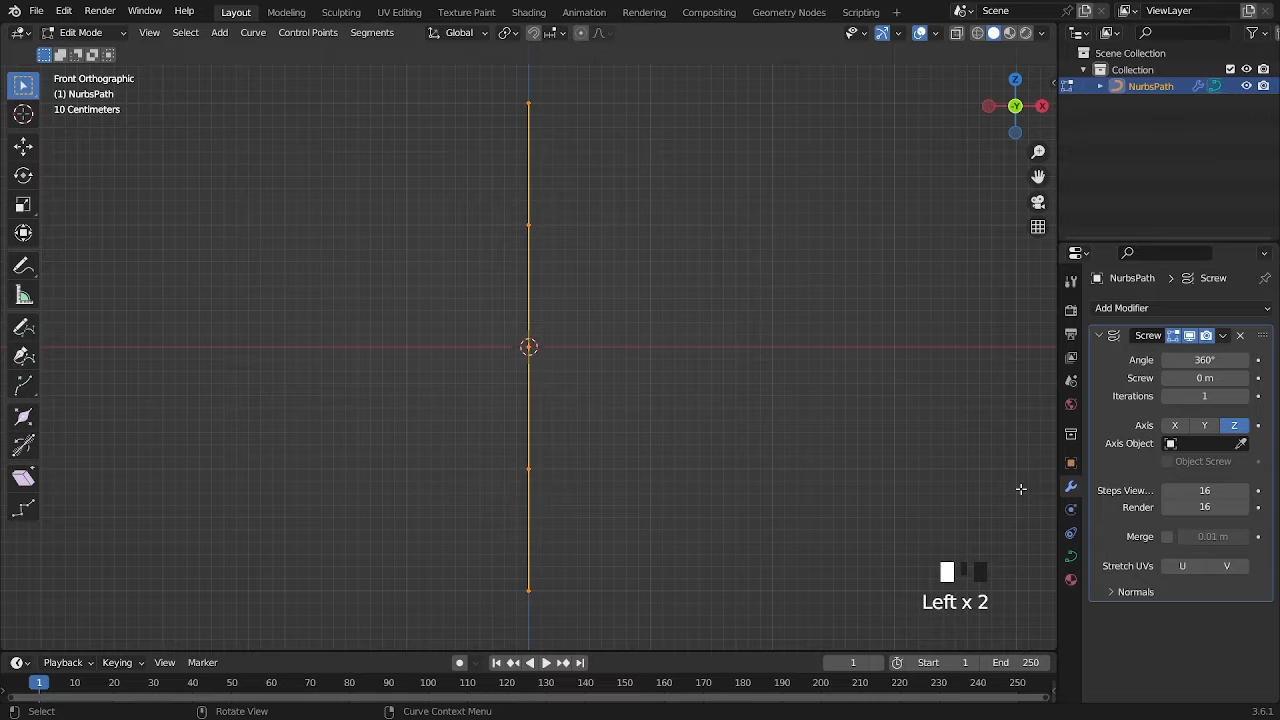 File Edit Render Window Help Layout Modeling Sculpting UV Editing Texture Paint Shading Animation Rendering Compositing Geometry Nodes Scripting + Scene ViewLayer
Edit Mode View Select Add Curve Control Points Segments Global
Scene Collection
Collection
NurbsPath
Front Orthographic
(1) NurbsPath
10 Centimeters
Z
X
-Y
NurbsPath > Screw
Add Modifier
Screw
Angle 360°
Screw 0 m
Iterations 1
Axis X Y Z
Axis Object
Object Screw
Steps View... 16
Render 16
Merge 0.01 m
Stretch UVs U V
Normals
Left x 2
Playback Keying View Marker 1 Start 1 End 250
1 10 20 30 40 50 60 70 80 90 100 110 120 130 140 150 160 170 180 190 200 210 220 230 240 250
Select Rotate View Curve Context Menu 3.6.1